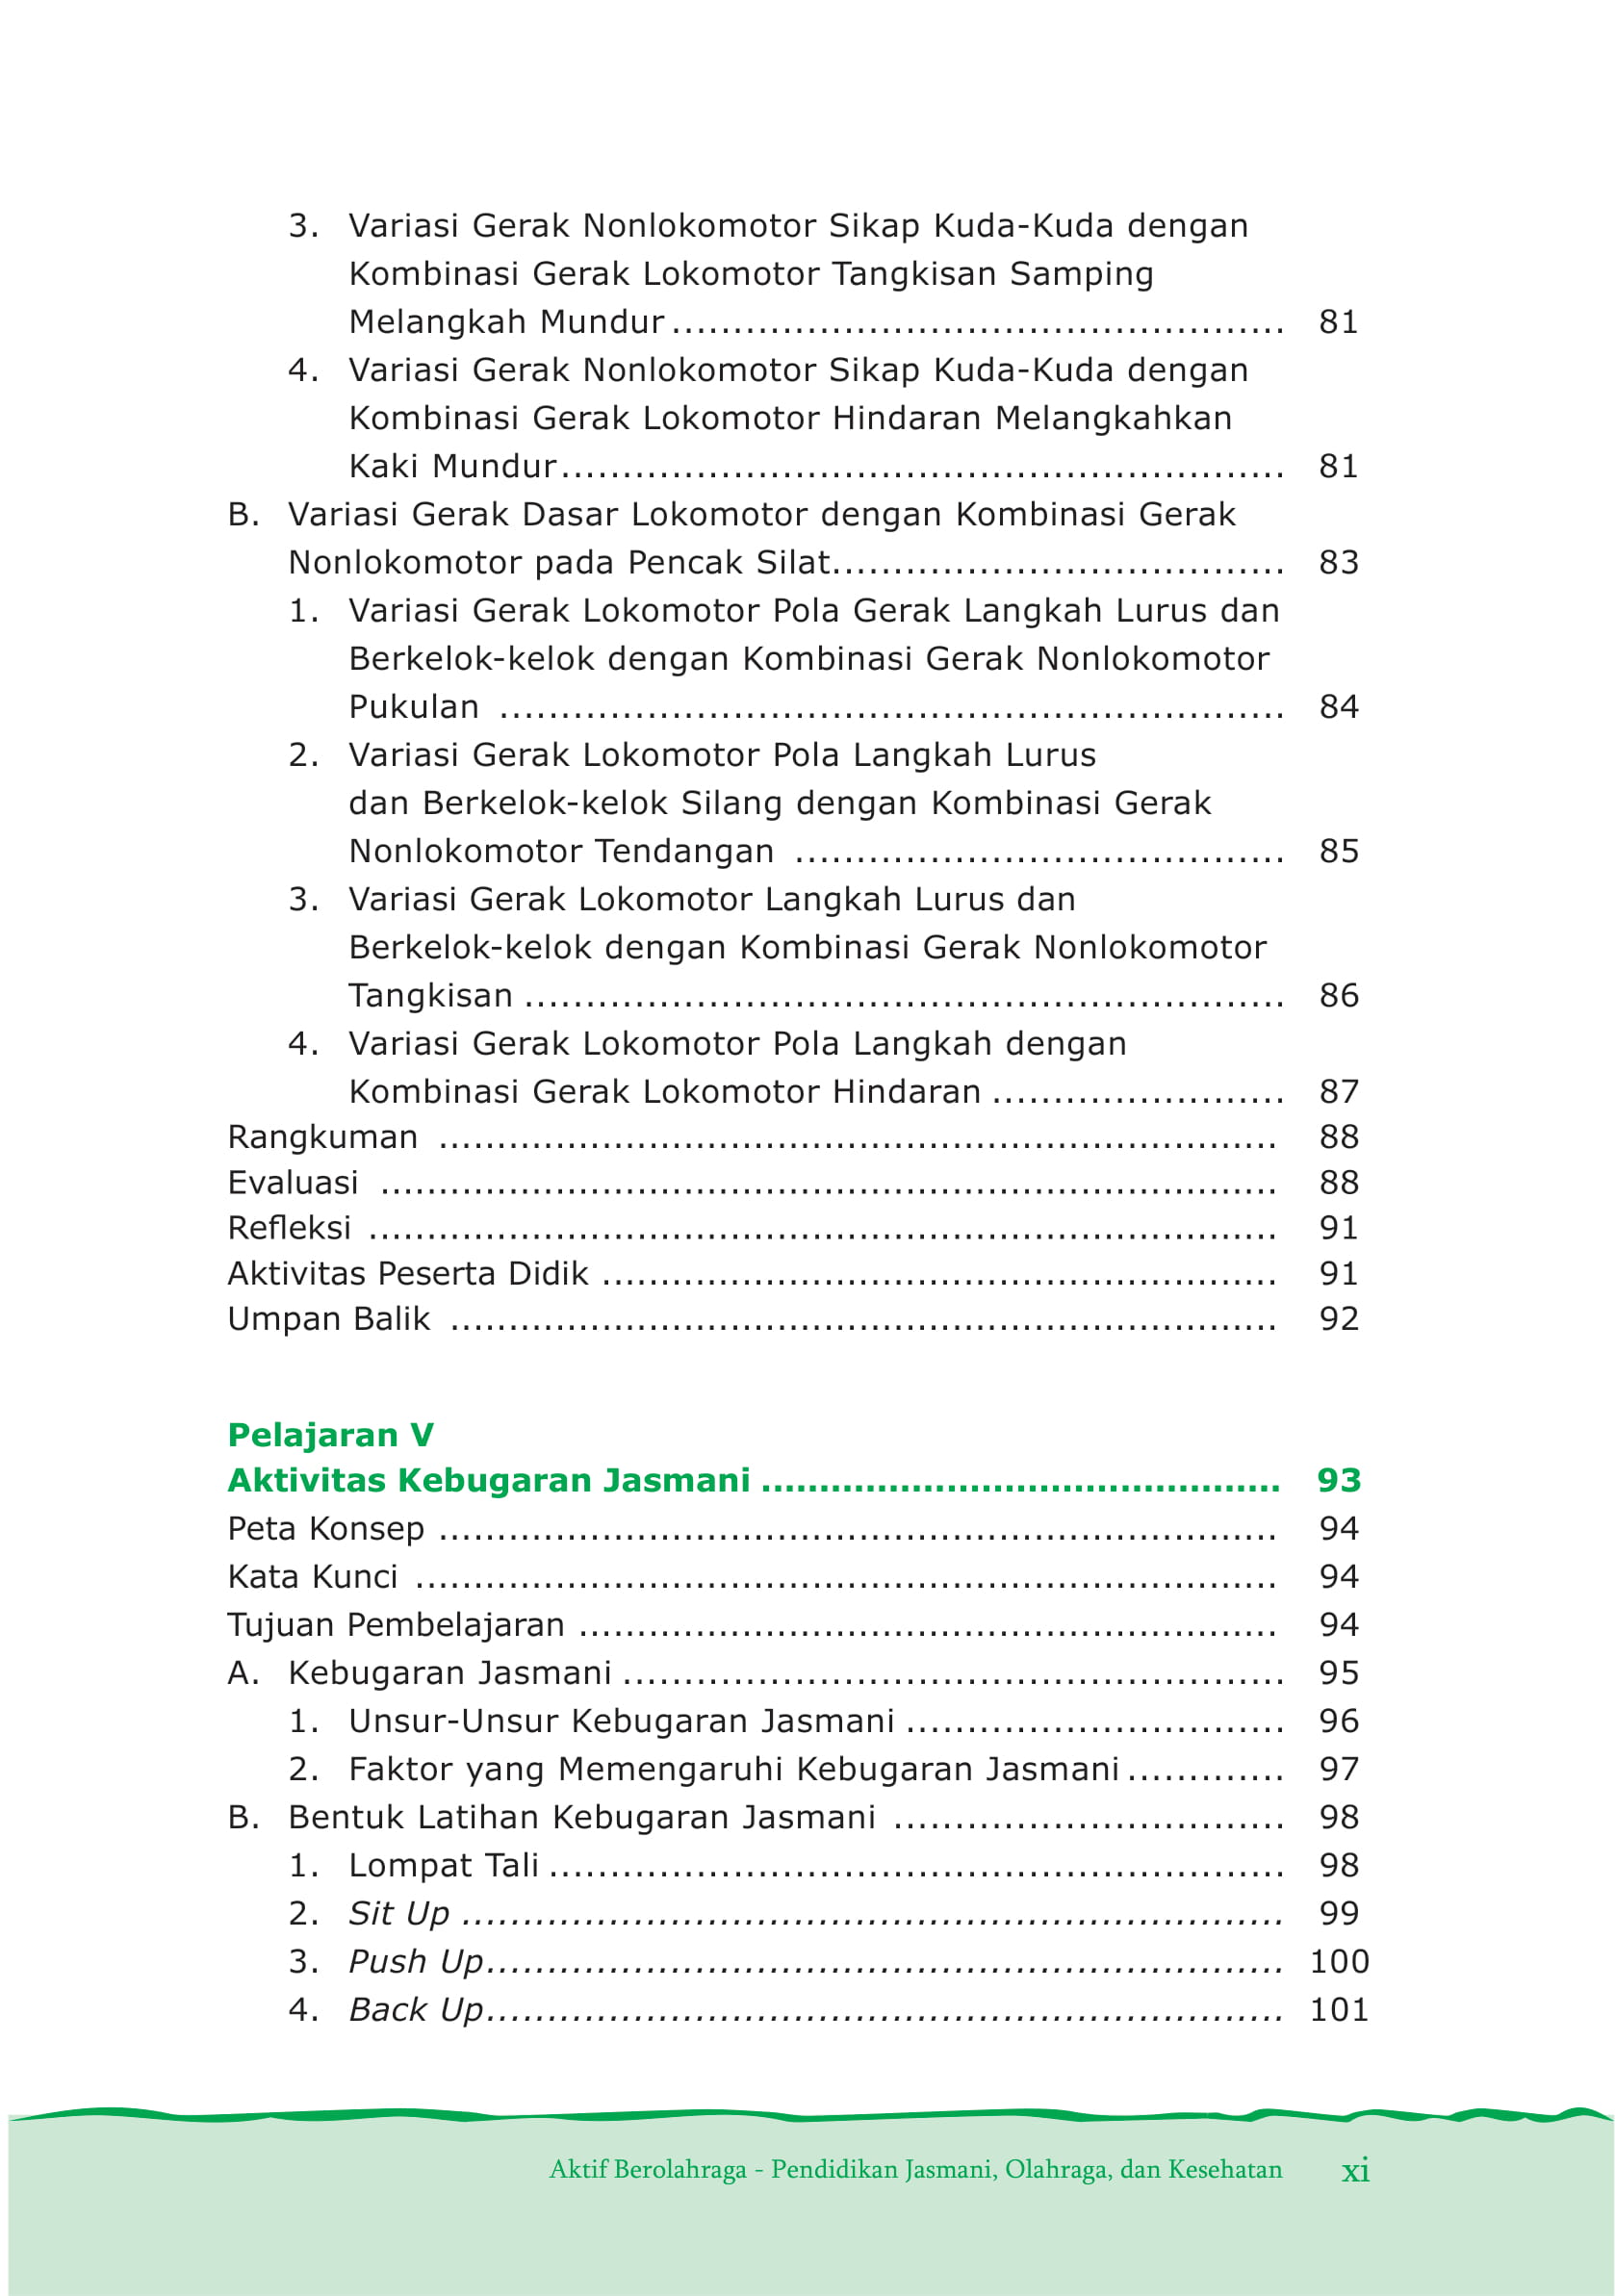 3. Variasi Gerak Nonlokomotor Sikap Kuda-Kuda dengan
Kombinasi Gerak Lokomotor Tangkisan Samping
Melangkah Mundur .................................................. 81
4. Variasi Gerak Nonlokomotor Sikap Kuda-Kuda dengan
Kombinasi Gerak Lokomotor Hindaran Melangkahkan
Kaki Mundur........................................................... 81
B. Variasi Gerak Dasar Lokomotor dengan Kombinasi Gerak
Nonlokomotor pada Pencak Silat..................................... 83
1. Variasi Gerak Lokomotor Pola Gerak Langkah Lurus dan
Berkelok-kelok dengan Kombinasi Gerak Nonlokomotor
Pukulan ................................................................ 84
2. Variasi Gerak Lokomotor Pola Langkah Lurus
dan Berkelok-kelok Silang dengan Kombinasi Gerak
Nonlokomotor Tendangan ........................................ 85
3. Variasi Gerak Lokomotor Langkah Lurus dan
Berkelok-kelok dengan Kombinasi Gerak Nonlokomotor
Tangkisan .............................................................. 86
4. Variasi Gerak Lokomotor Pola Langkah dengan
Kombinasi Gerak Lokomotor Hindaran ........................ 87
Rangkuman ....................................................................... 88
Evaluasi ............................................................................ 88
Refleksi ............................................................................. 91
Aktivitas Peserta Didik ......................................................... 91
Umpan Balik ...................................................................... 92
Pelajaran V
Aktivitas Kebugaran Jasmani ............................................. 93
Peta Konsep ....................................................................... 94
Kata Kunci ......................................................................... 94
Tujuan Pembelajaran ........................................................... 94
A. Kebugaran Jasmani ...................................................... 95
1. Unsur-Unsur Kebugaran Jasmani ............................... 96
2. Faktor yang Memengaruhi Kebugaran Jasmani ............. 97
B. Bentuk Latihan Kebugaran Jasmani ................................ 98
1. Lompat Tali ............................................................ 98
2. Sit Up ................................................................... 99
3. Push Up................................................................. 100
4. Back Up................................................................. 101
Aktif Berolahraga - Pendidikan Jasmani, Olahraga, dan Kesehatan xi